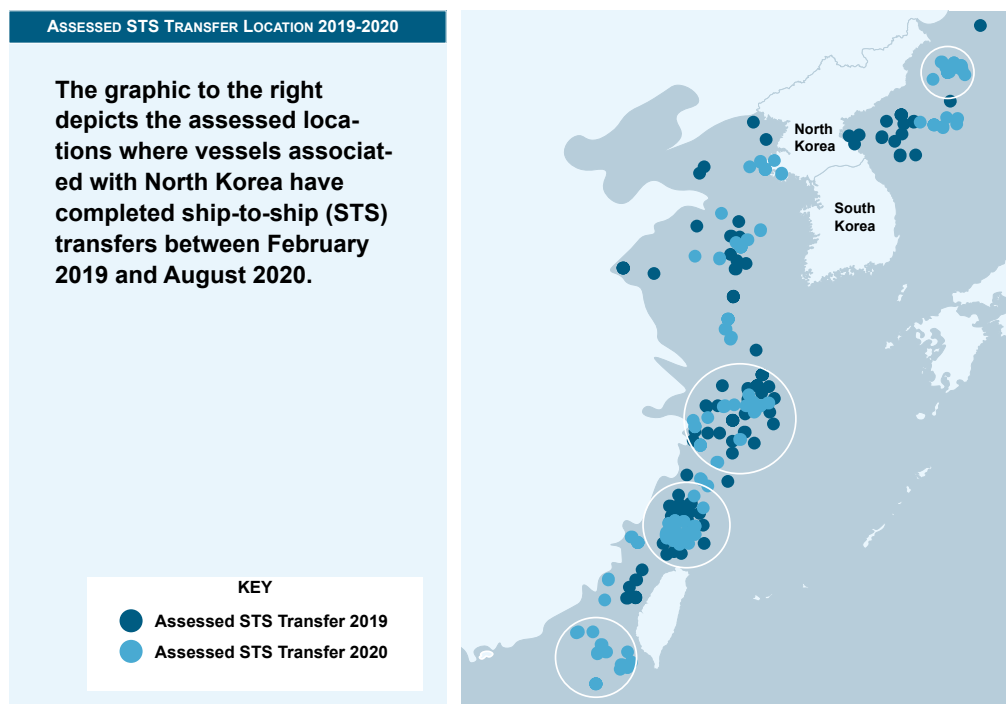 ASSESSED STS TRANSFER LOCATION 2019-2020
The graphic to the right
depicts the assessed loca-
tions where vessels associat-
ed with North Korea have
completed ship-to-ship (STS)
transfers between February
2019 and August 2020.
KEY
Assessed STS Transfer 2019
Assessed STS Transfer 2020
North
Korea
South
Korea